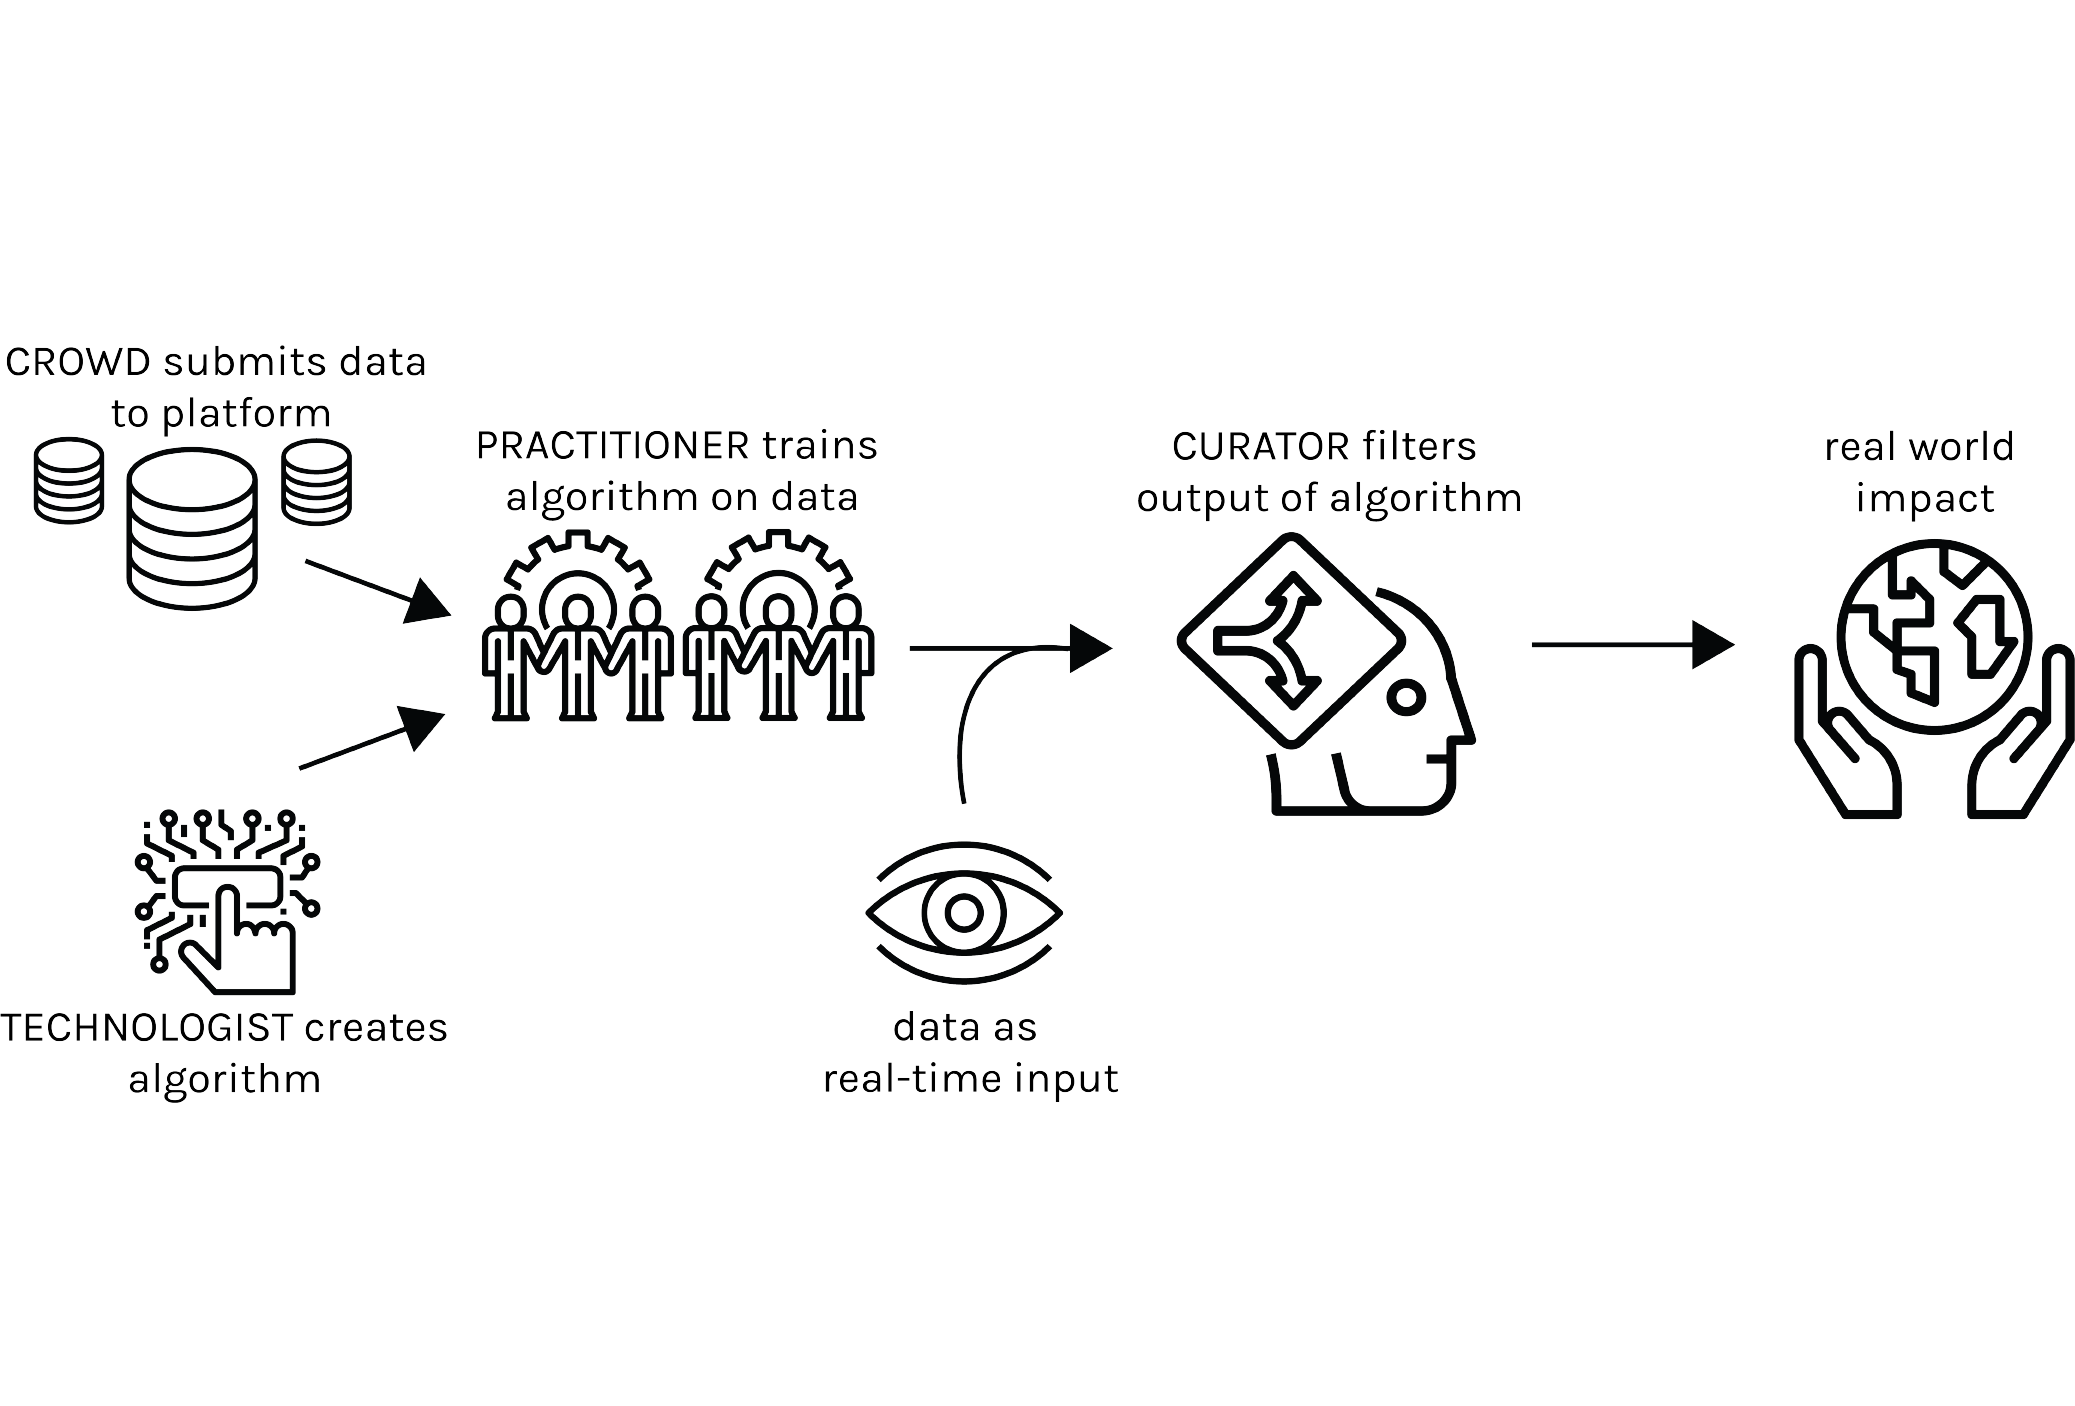 CROWD submits data
to platform
PRACTITIONER trains
algorithm on data
CURATOR filters
output of algorithm
real world
impact
TECHNOLOGIST creates
algorithm
data as
real-time input